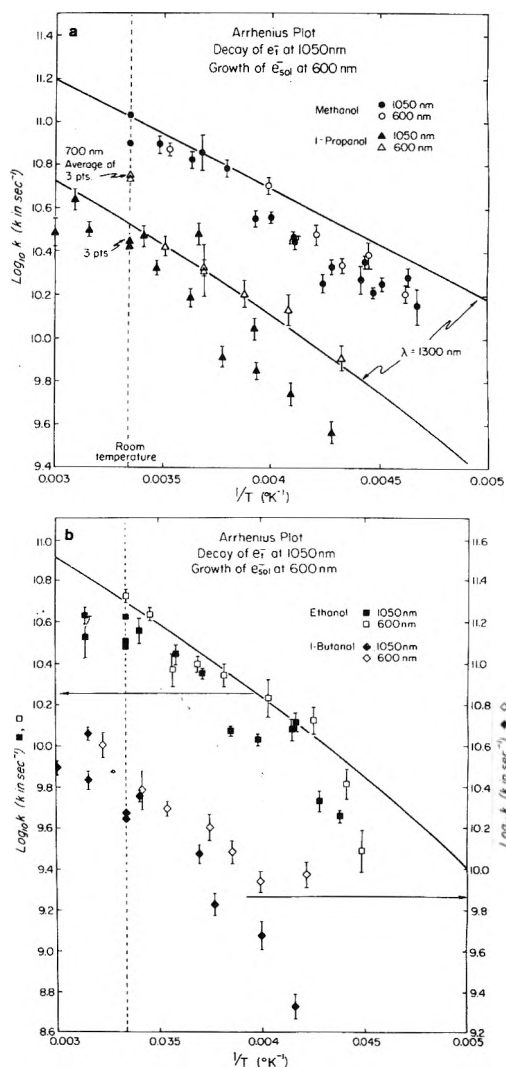 a
Arrhenius Plot
Decay of e⁻ₜ at 1050nm
Growth of e⁻sol at 600 nm
Methanol ● 1050 nm
○ 600 nm
1-Propanol ▲ 1050 nm
△ 600 nm
700 nm
Average of
3 pts.
3 pts
λ = 1300 nm
Room
temperature
Log₁₀ k (k in sec⁻¹)
11.4
11.2
11.0
10.8
10.6
10.4
10.2
10.0
9.8
9.6
9.4
0.003
0.0035
0.004
0.0045
0.005
1/T (°K⁻¹)
b
Arrhenius Plot
Decay of e⁻ₜ at 1050nm
Growth of e⁻sol at 600nm
Ethanol ■ 1050nm
□ 600nm
1-Butanol ◆ 1050nm
◇ 600 nm
Log₁₀k (k in sec⁻¹) ■, □
11.0
10.8
10.6
10.4
10.2
10.0
9.8
9.6
9.4
9.2
9.0
8.8
8.6
11.6
11.4
11.2
11.0
10.8
10.6
10.4
10.2
10.0
9.8
9.6
9.4
9.2
k (k in sec⁻¹) ◆ ◇
0.003
0.0035
0.004
0.0045
0.005
1/T (°K⁻¹)